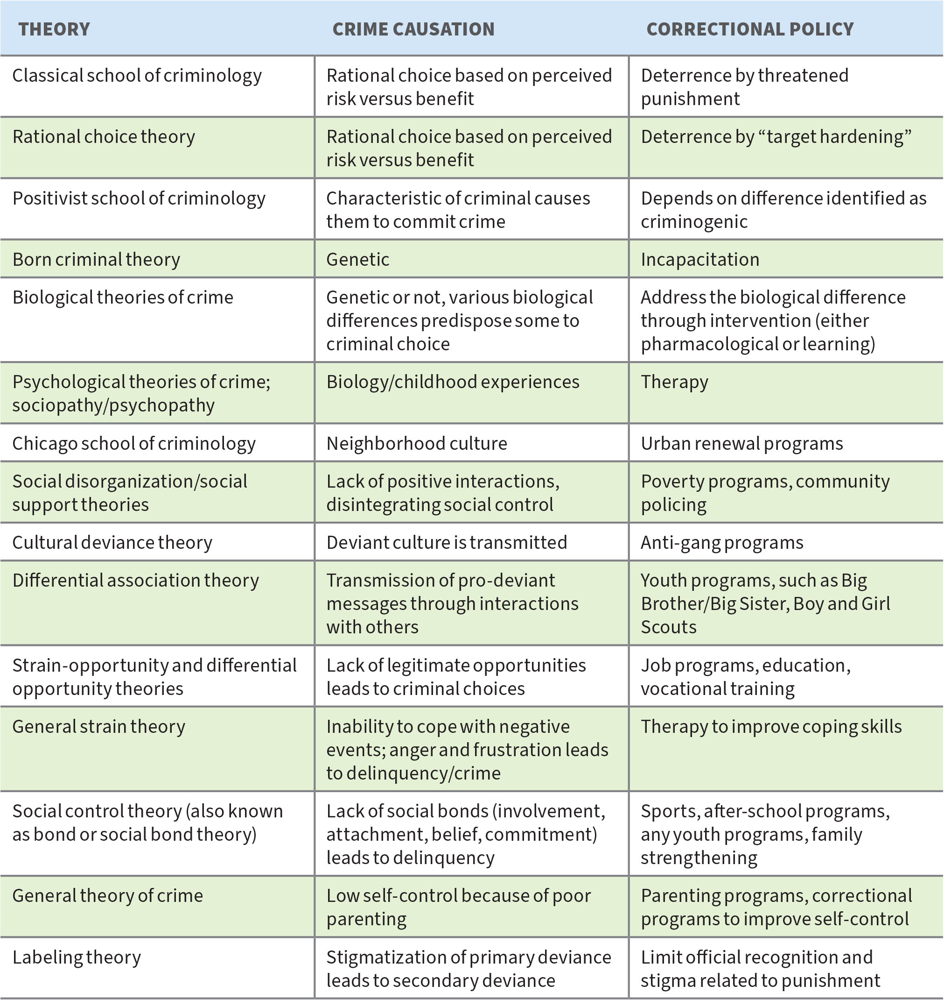 THEORY CRIME CAUSATION CORRECTIONAL POLICY
Classical school of criminology
Rational choice based on perceived
risk versus benefit
Deterrence by threatened
punishment
Rational choice theory
Rational choice based on perceived
risk versus benefit
Deterrence by “target hardening”
Positivist school of criminology
Characteristic of criminal causes
them to commit crime
Depends on difference identified as
criminogenic
Born criminal theory
Genetic
Incapacitation
Biological theories of crime
Genetic or not, various biological
differences predispose some to
criminal choice
Address the biological difference
through intervention (either
pharmacological or learning)
Psychological theories of crime;
sociopathy/psychopathy
Biology/childhood experiences
Therapy
Chicago school of criminology
Neighborhood culture
Urban renewal programs
Social disorganization/social
support theories
Lack of positive interactions,
disintegrating social control
Poverty programs, community
policing
Cultural deviance theory
Deviant culture is transmitted
Anti-gang programs
Differential association theory
Transmission of pro-deviant
messages through interactions
with others
Youth programs, such as Big
Brother/Big Sister, Boy and Girl
Scouts
Strain-opportunity and differential
opportunity theories
Lack of legitimate opportunities
leads to criminal choices
Job programs, education,
vocational training
General strain theory
Inability to cope with negative
events; anger and frustration leads
to delinquency/crime
Therapy to improve coping skills
Social control theory (also known
as bond or social bond theory)
Lack of social bonds (involvement,
attachment, belief, commitment)
leads to delinquency
Sports, after-school programs,
any youth programs, family
strengthening
General theory of crime
Low self-control because of poor
parenting
Parenting programs, correctional
programs to improve self-control
Labeling theory
Stigmatization of primary deviance
leads to secondary deviance
Limit official recognition and
stigma related to punishment